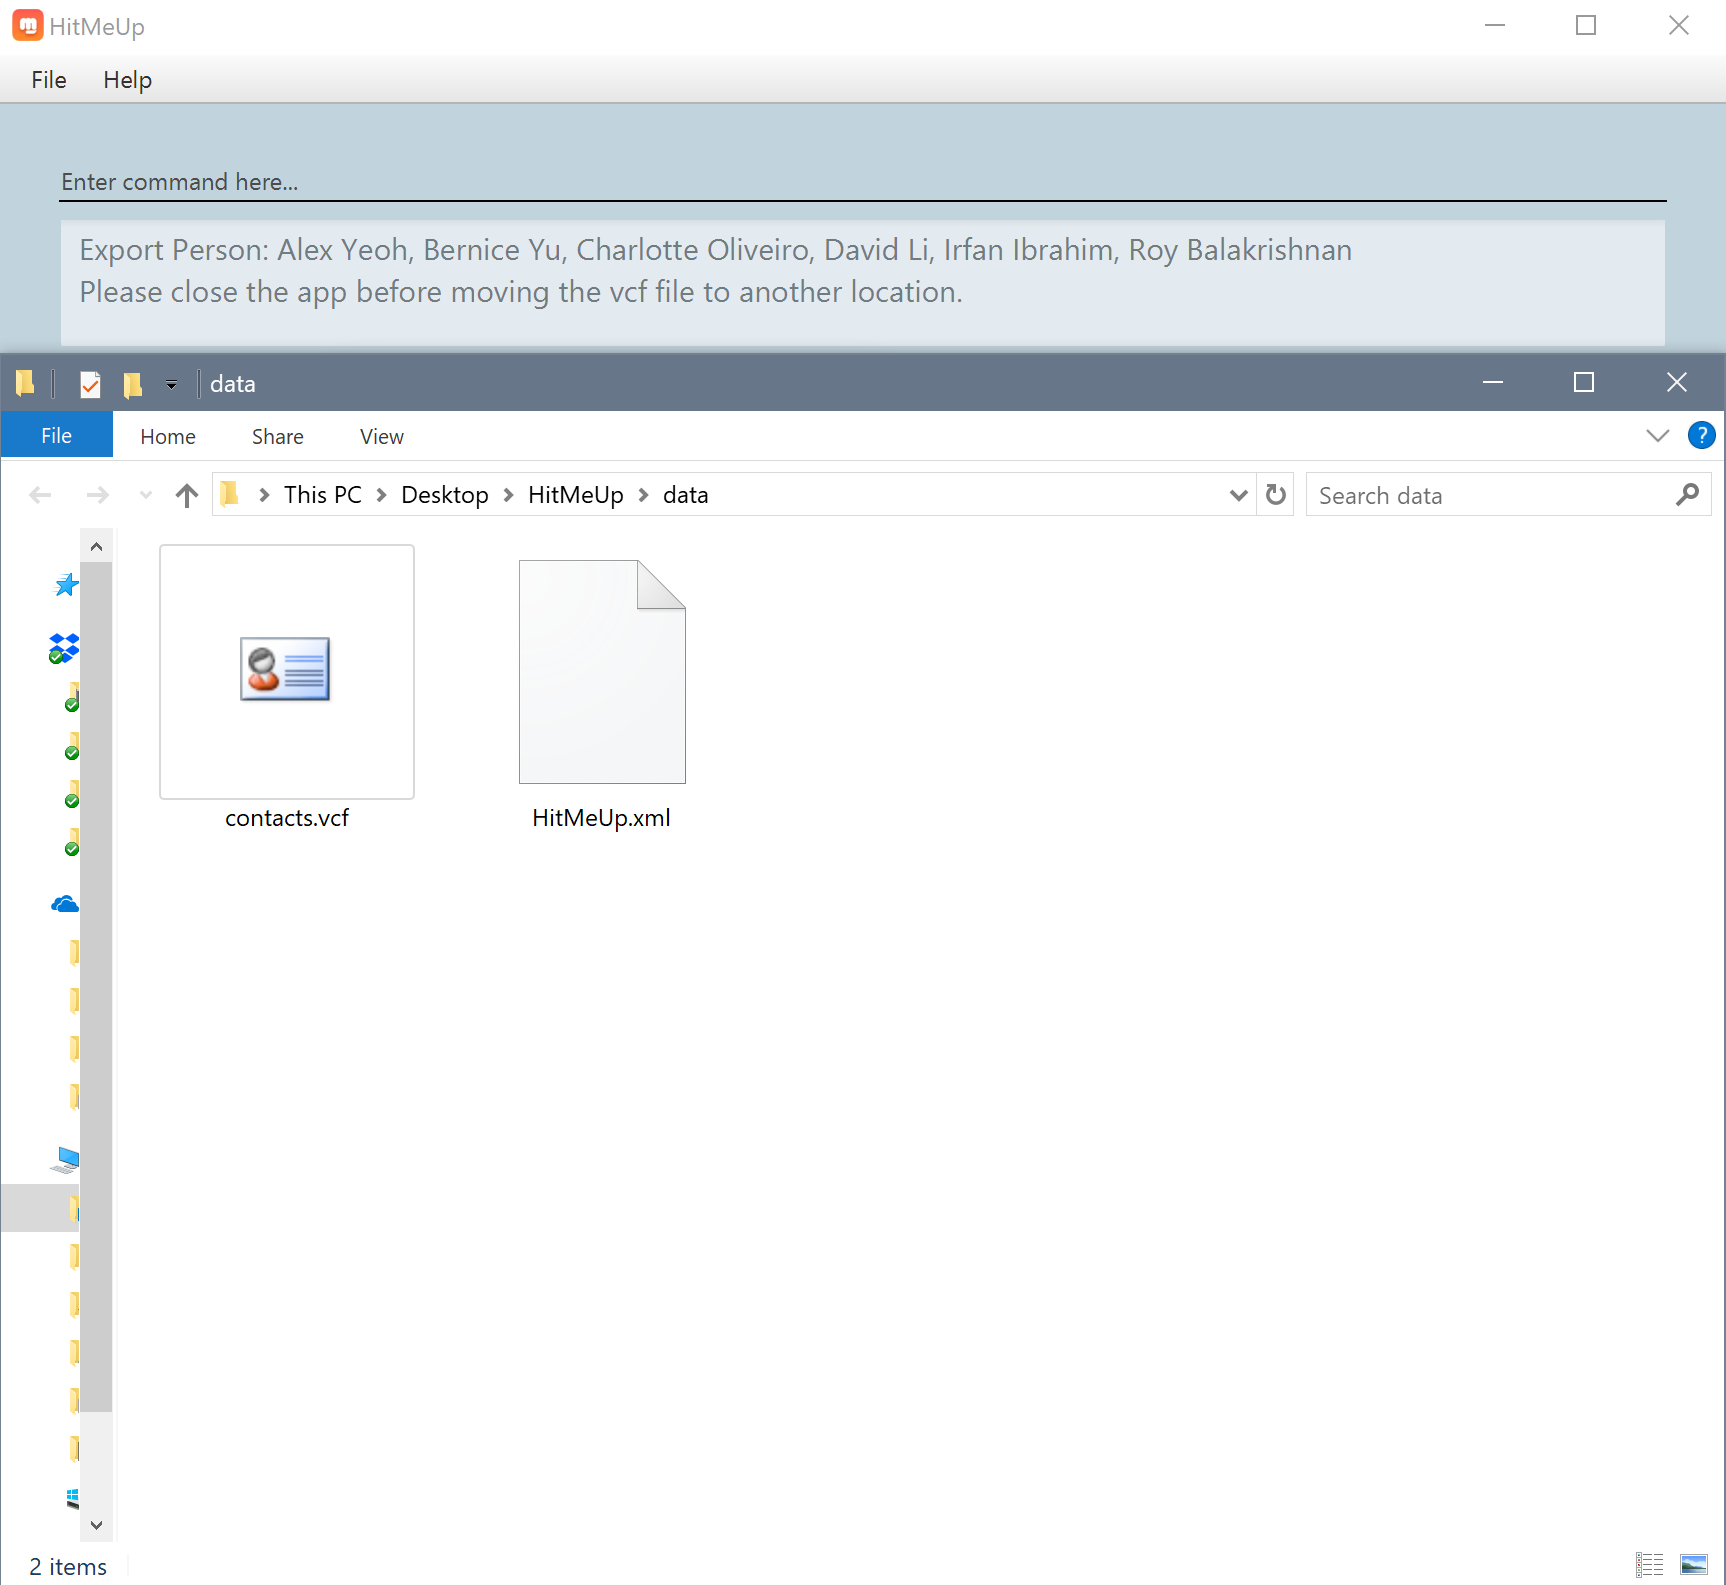 HitMeUp
File Help
Enter command here...
Export Person: Alex Yeoh, Bernice Yu, Charlotte Oliveiro, David Li, Irfan Ibrahim, Roy Balakrishnan
Please close the app before moving the vcf file to another location.
data
File Home Share View
This PC Desktop HitMeUp data
Search data
contacts.vcf HitMeUp.xml
2 items